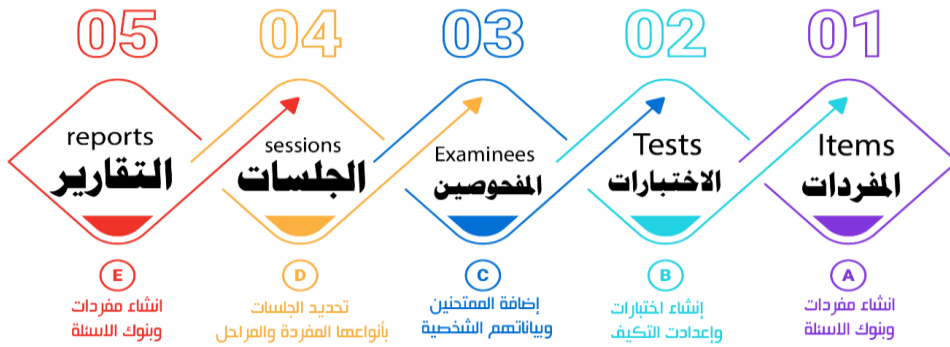 01
Items
المفردات
A
انشاء مفردات
وبنوك الاسئلة
02
Tests
الاختبارات
B
إنشاء اختبارات
وإعدادت التكيف
03
Examinees
المفحوصين
C
إضافة الممتحنين
وبياناتهم الشخصية
04
sessions
الجلسات
D
تحديد الجلسات
بأنواعها المفردة والمراحل
05
reports
التقارير
E
انشاء مفردات
وبنوك الاسئلة